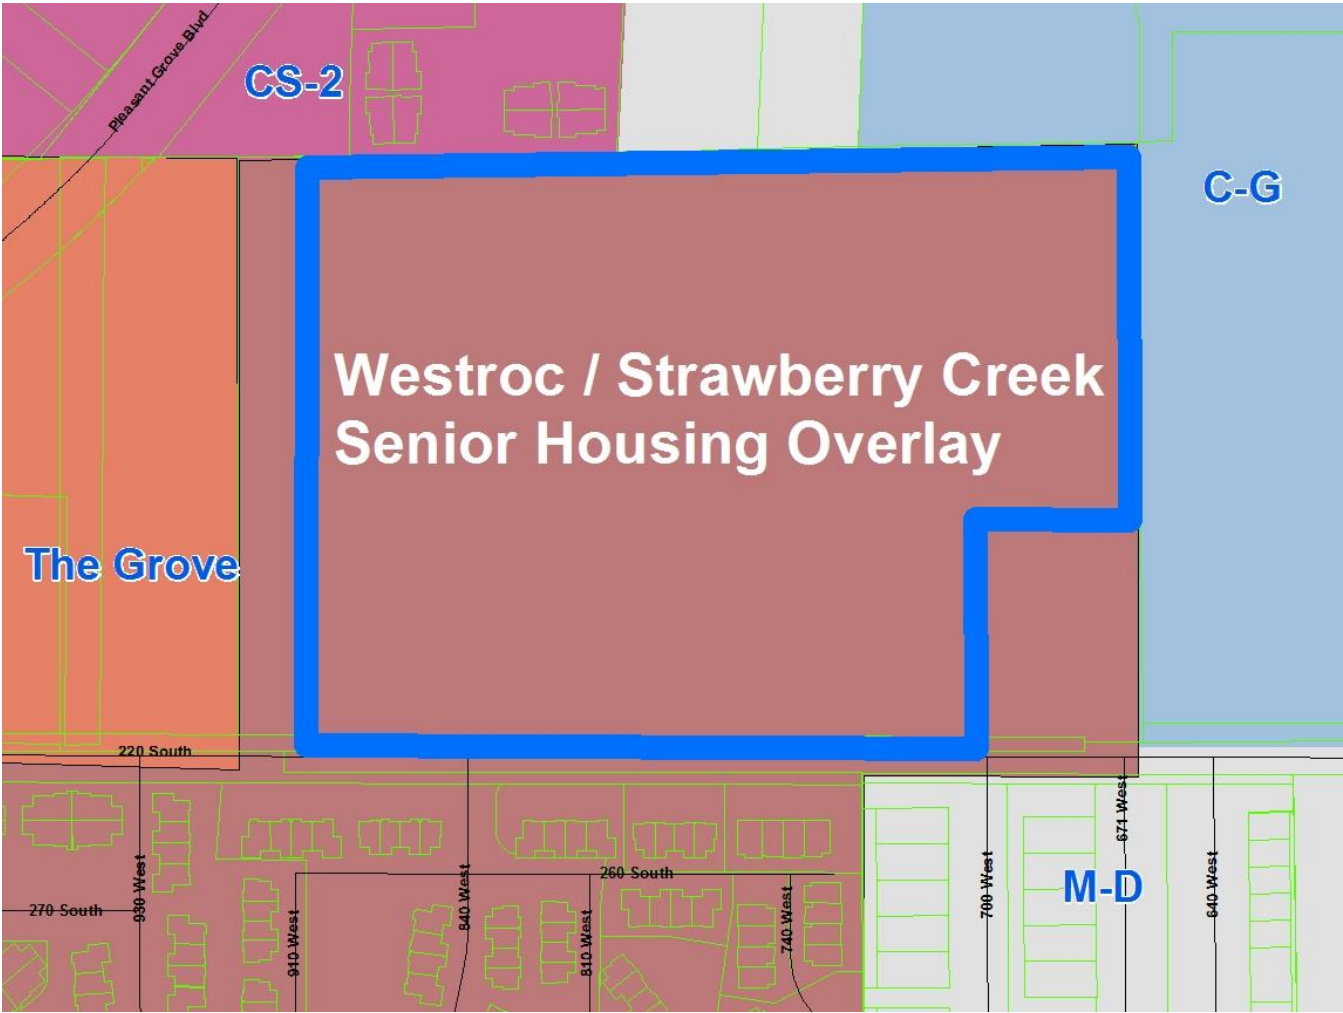 Pleasant Grove Blvd
CS-2
C-G
Westroc / Strawberry Creek
Senior Housing Overlay
The Grove
220 South
671 West
260 South
930 West
840 West
700 West
M-D
640 West
270 South
910 West
810 West
740 West